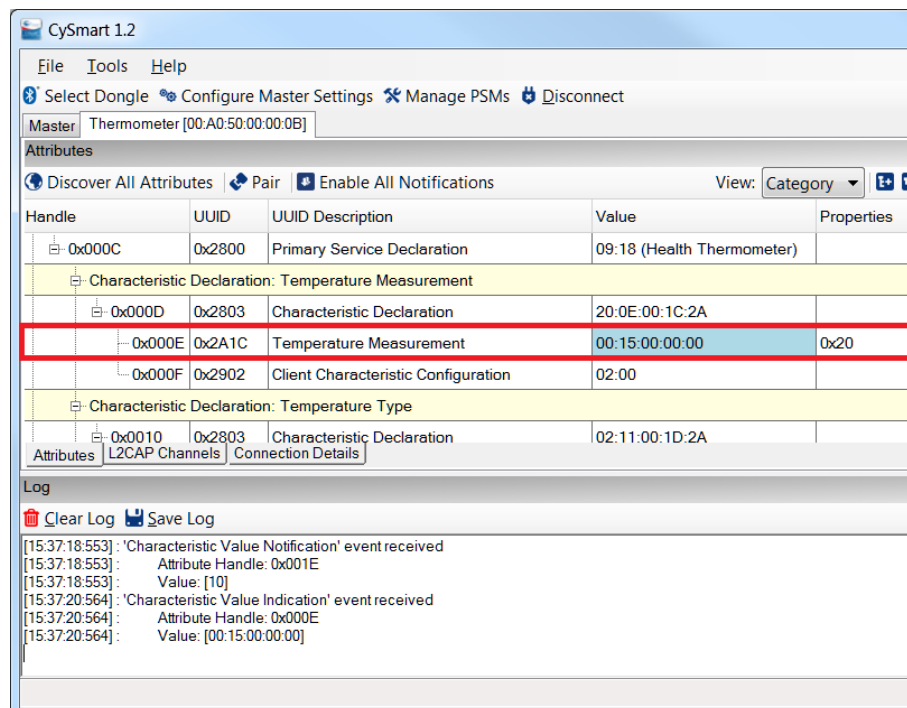 CySmart 1.2
File Tools Help
Select Dongle Configure Master Settings Manage PSMs Disconnect
Master Thermometer [00:A0:50:00:00:0B]
Attributes
Discover All Attributes Pair Enable All Notifications View: Category
Handle UUID UUID Description Value Properties
0x000C 0x2800 Primary Service Declaration 09:18 (Health Thermometer)
Characteristic Declaration: Temperature Measurement
0x000D 0x2803 Characteristic Declaration 20:0E:00:1C:2A
0x000E 0x2A1C Temperature Measurement 00:15:00:00:00 0x20
0x000F 0x2902 Client Characteristic Configuration 02:00
Characteristic Declaration: Temperature Type
0x0010 0x2803 Characteristic Declaration 02:11:00:1D:2A
Attributes L2CAP Channels Connection Details
Log
Clear Log Save Log
[15:37:18:553] : 'Characteristic Value Notification' event received
[15:37:18:553] : Attribute Handle: 0x001E
[15:37:18:553] : Value: [10]
[15:37:20:564] : 'Characteristic Value Indication' event received
[15:37:20:564] : Attribute Handle: 0x000E
[15:37:20:564] : Value: [00:15:00:00:00]